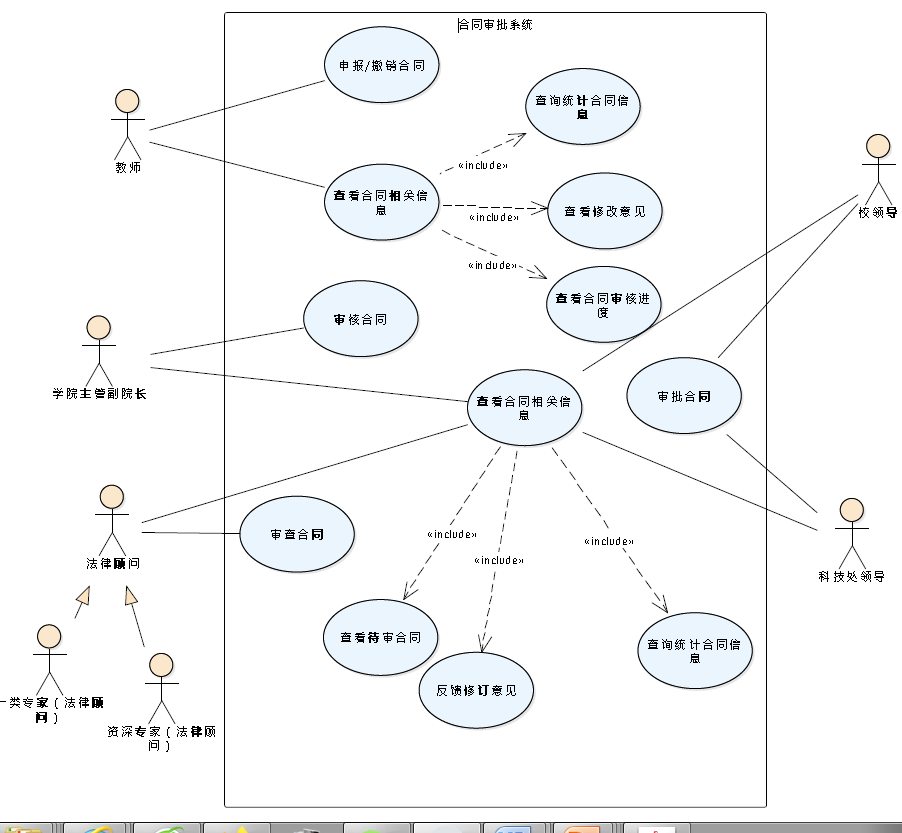 合同审批系统
申报/撤销合同
查询统计合同信
息
教师
«include»
查看合同相关信
息
查看修改意见
校领导
«include»
«include»
查看合同审核进
度
审核合同
学院主管副院长
查看合同相关信
息
审批合同
审查合同
«include»
«include»
«include»
法律顾问
科技处领导
查看待审合同
查询统计合同信
息
反馈修订意见
一类专家（法律顾
问）
资深专家（法律顾
问）